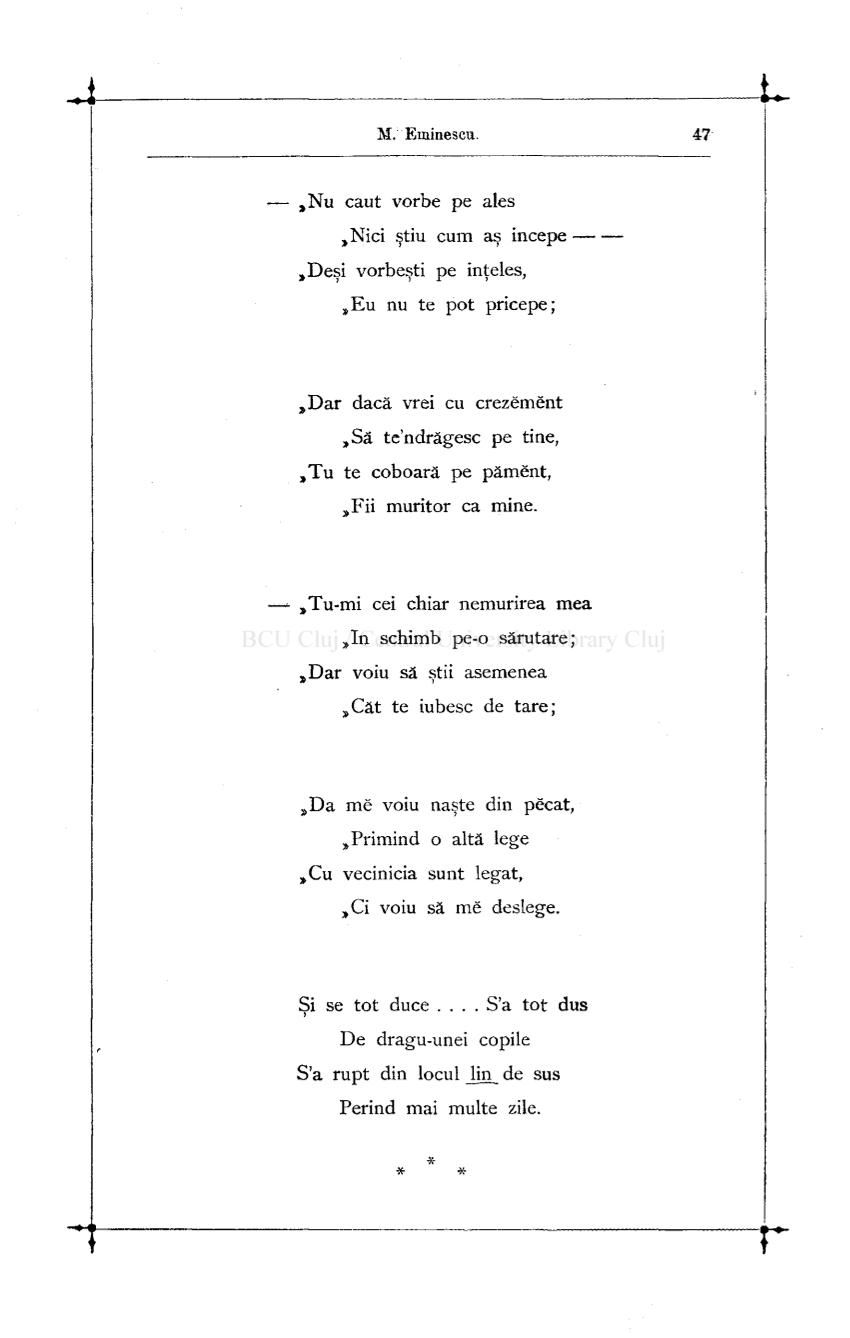 M. Eminescu. 47
— „Nu caut vorbe pe ales
„Nici știu cum aș incepe — —
„Deși vorbești pe ințeles,
„Eu nu te pot pricepe;
„Dar dacă vrei cu crezĕmĕnt
„Să te'ndrăgesc pe tine,
„Tu te coboară pe pămĕnt,
„Fii muritor ca mine.
— „Tu-mi cei chiar nemurirea mea
„In schimb pe-o sărutare;
BCU Cluj / Central University Library Cluj
„Dar voiu să știi asemenea
„Căt te iubesc de tare;
„Da mĕ voiu naște din pĕcat,
„Primind o altă lege
„Cu vecinicia sunt legat,
„Ci voiu să mĕ deslege.
Și se tot duce . . . . S'a tot dus
De dragu-unei copile
S'a rupt din locul lin de sus
Perind mai multe zile.
* * *